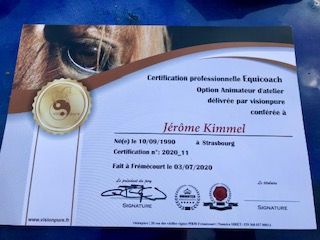 Certification professionnelle Equicoach
Option Animateur d'atelier
délivrée par visionpure
conférée à
Jérôme Kimmel
Né(e) le 10/09/1990 à Strasbourg
Certification n°: 2020_11
Fait à Frémécourt le 03/07/2020
Le président du jury
Le titulaire
SIGNATURE
SIGNATURE
www.visionpure.fr